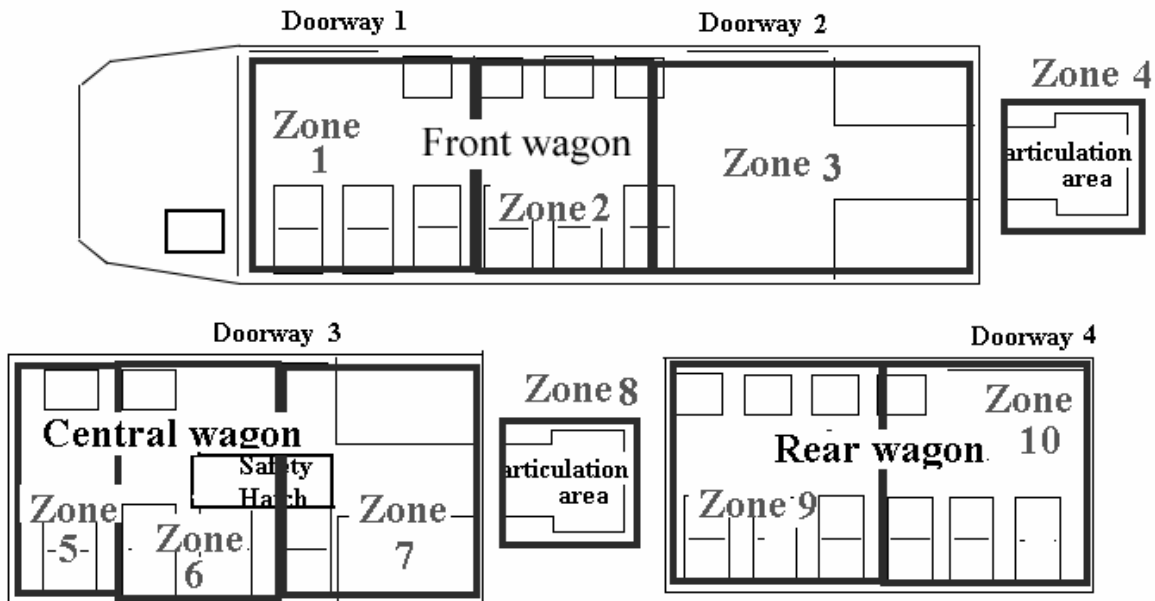 Doorway 1
Doorway 2
Zone 4
Zone
1
Front wagon
Zone 2
Zone 3
articulation
area
Doorway 3
Doorway 4
Zone 8
Central wagon
Safety
Hatch
Zone
5
Zone
6
Zone
7
articulation
area
Zone
10
Rear wagon
Zone 9